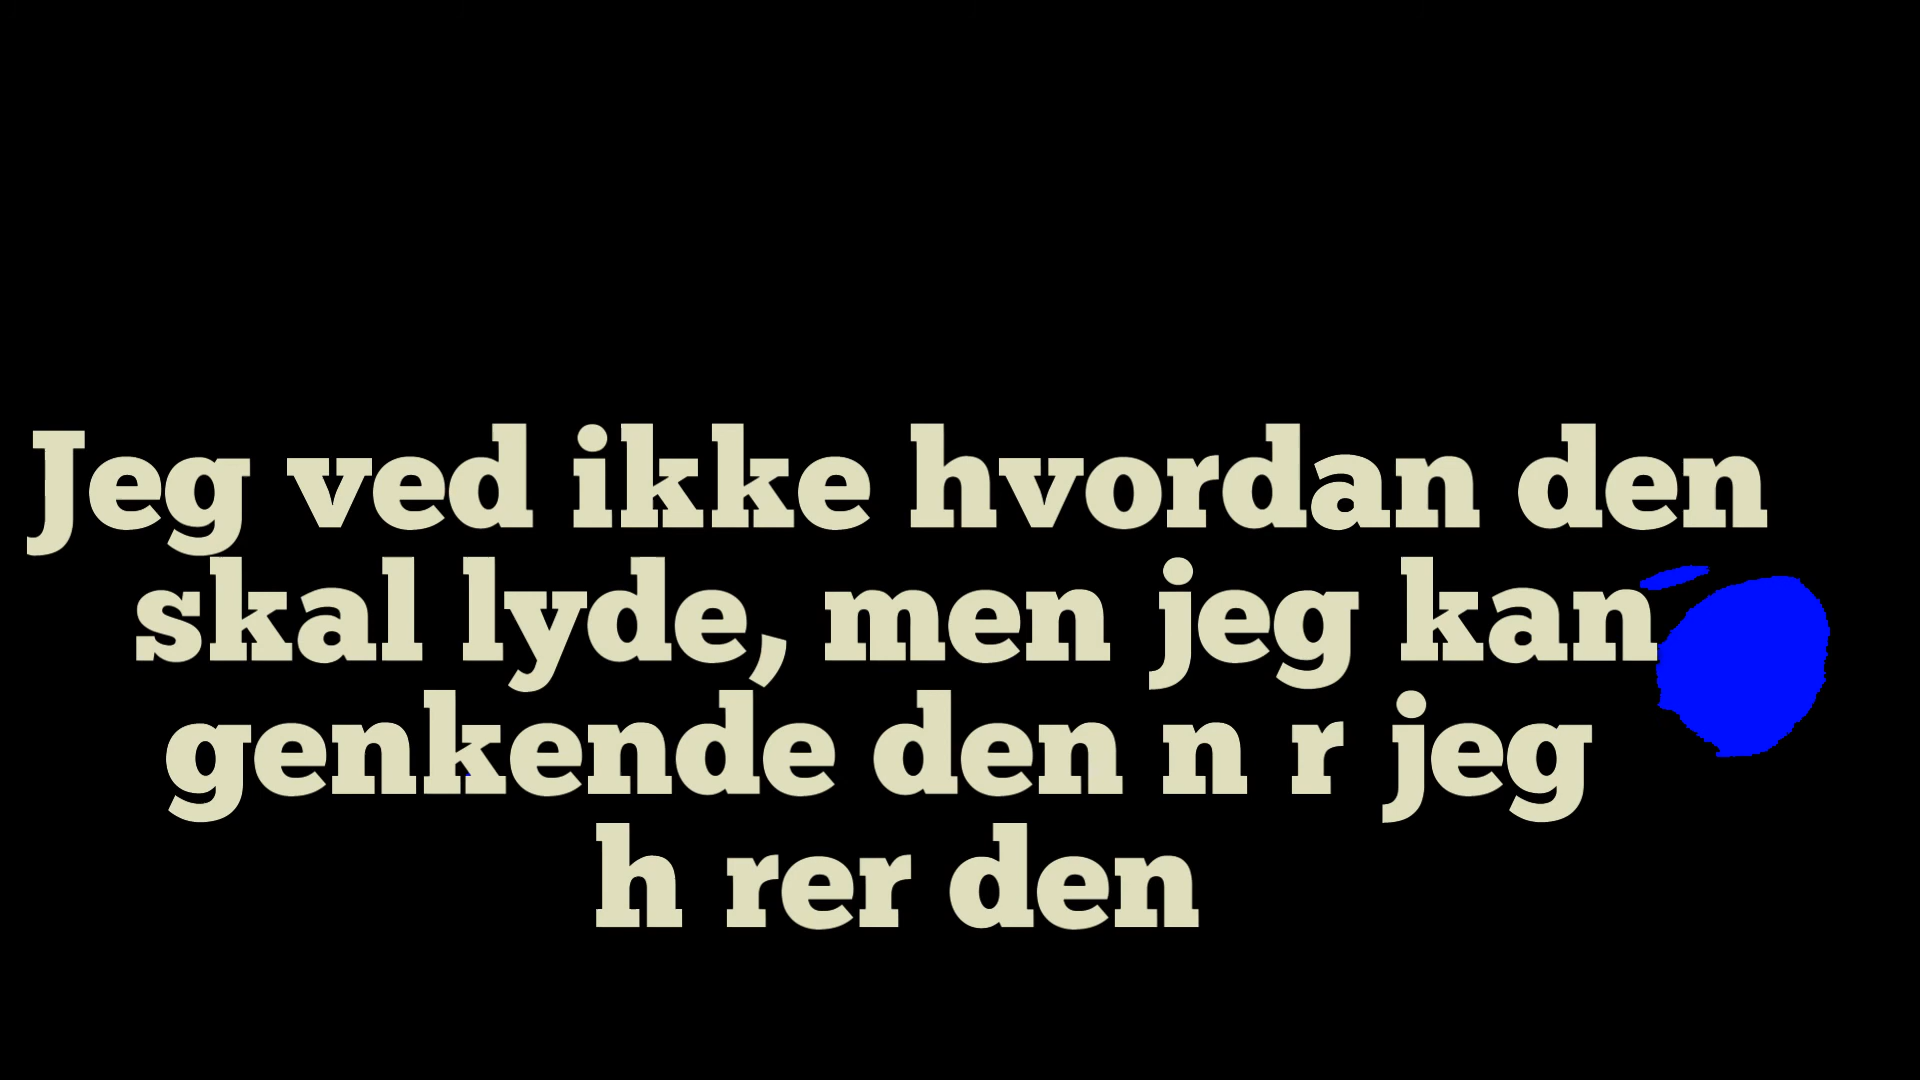 Jeg ved ikke hvordan den
skal lyde, men jeg kan
genkende den n r jeg
h rer den